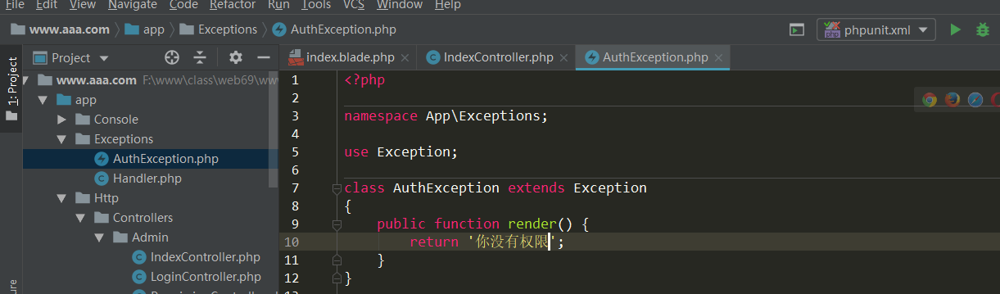 File Edit View Navigate Code Refactor Run Tools VCS Window Help
www.aaa.com app Exceptions AuthException.php phpunit.xml
1: Project
Project
index.blade.php IndexController.php AuthException.php
www.aaa.com F:\www\class\web69\www
app
Console
Exceptions
AuthException.php
Handler.php
Http
Controllers
Admin
IndexController.php
LoginController.php
1 <?php
2
3 namespace App\Exceptions;
4
5 use Exception;
6
7 class AuthException extends Exception
8 {
9 public function render() {
10 return '你没有权限';
11 }
12 }